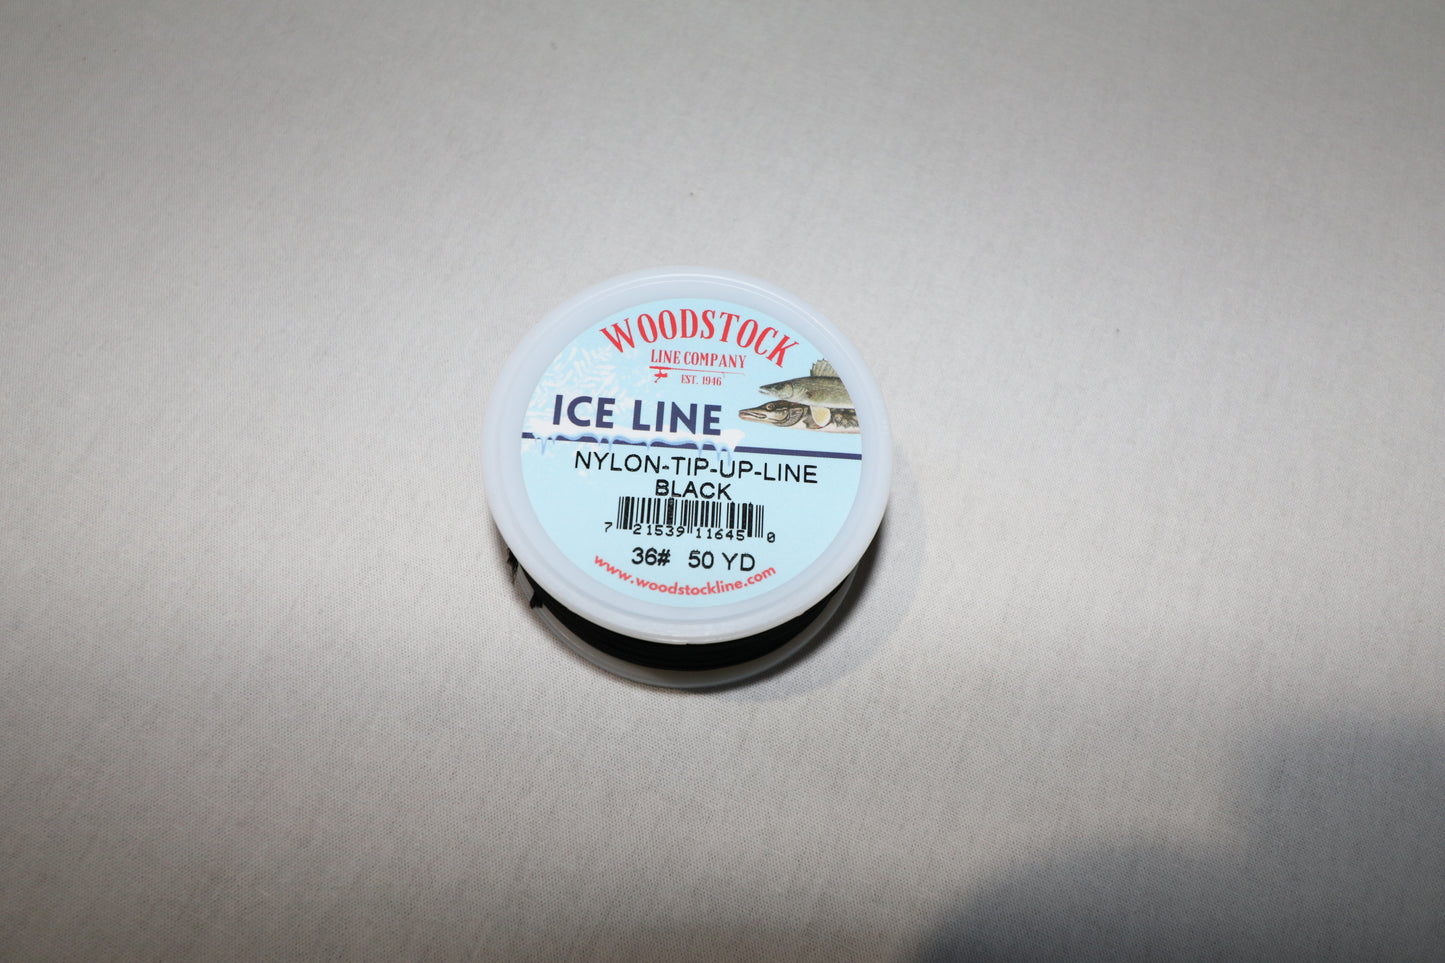 WOODSTOCK
LINE COMPANY
EST. 1946
ICE LINE
NYLON-TIP-UP-LINE
BLACK
7 21539 11645 0
36# 50 YD
www.woodstockline.com